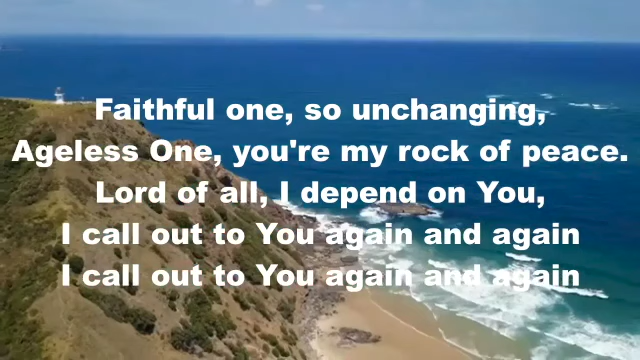 Faithful one, so unchanging,
Ageless One, you're my rock of peace.
Lord of all, I depend on You,
I call out to You again and again
I call out to You again and again